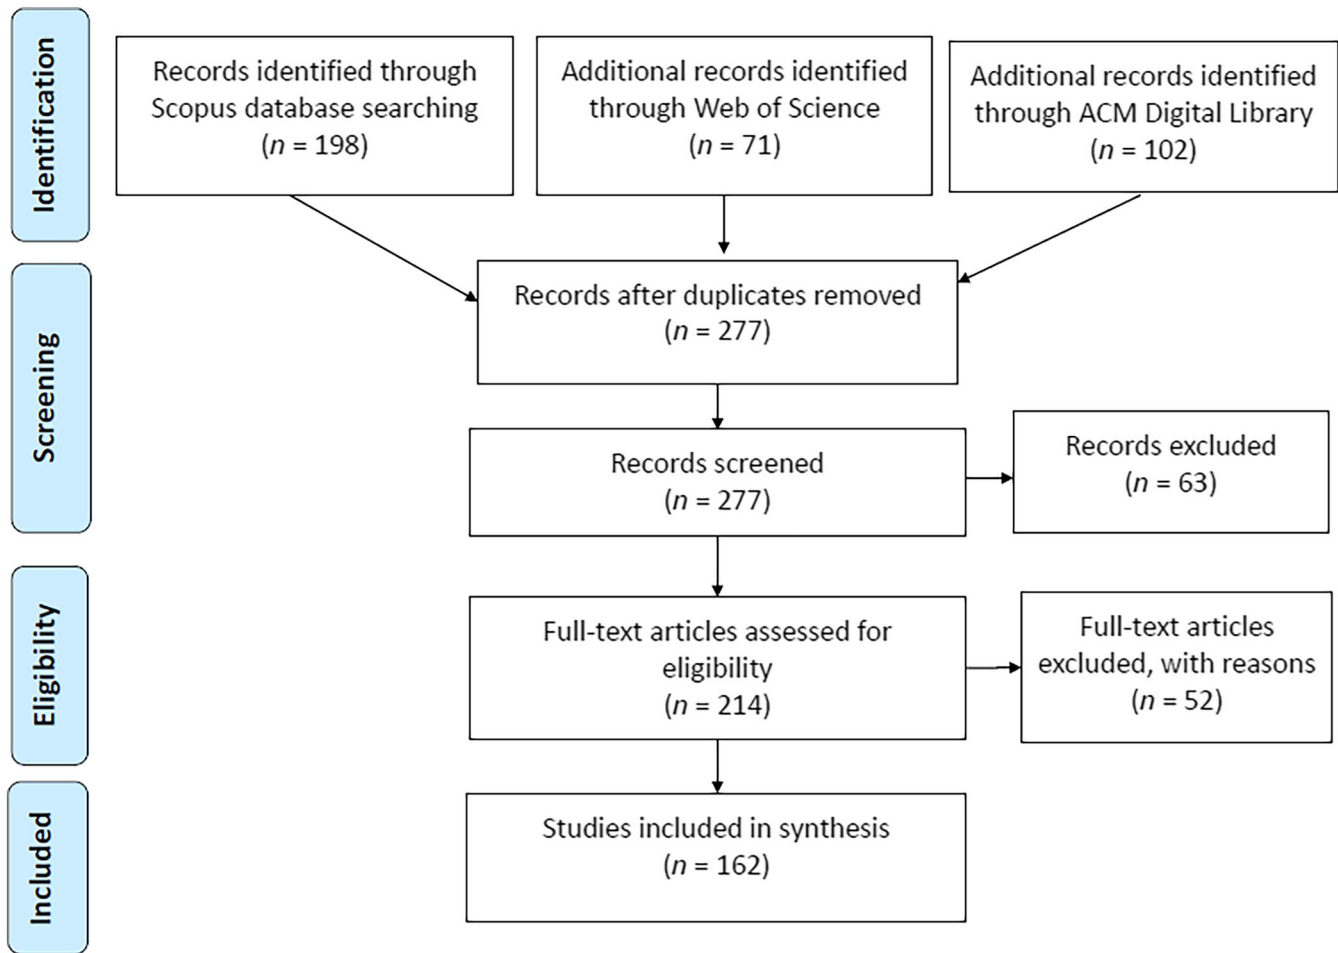 Identification
Records identified through
Scopus database searching
(n = 198)
Additional records identified
through Web of Science
(n = 71)
Additional records identified
through ACM Digital Library
(n = 102)
Screening
Records after duplicates removed
(n = 277)
Records screened
(n = 277)
Records excluded
(n = 63)
Eligibility
Full-text articles assessed for
eligibility
(n = 214)
Full-text articles
excluded, with reasons
(n = 52)
Included
Studies included in synthesis
(n = 162)